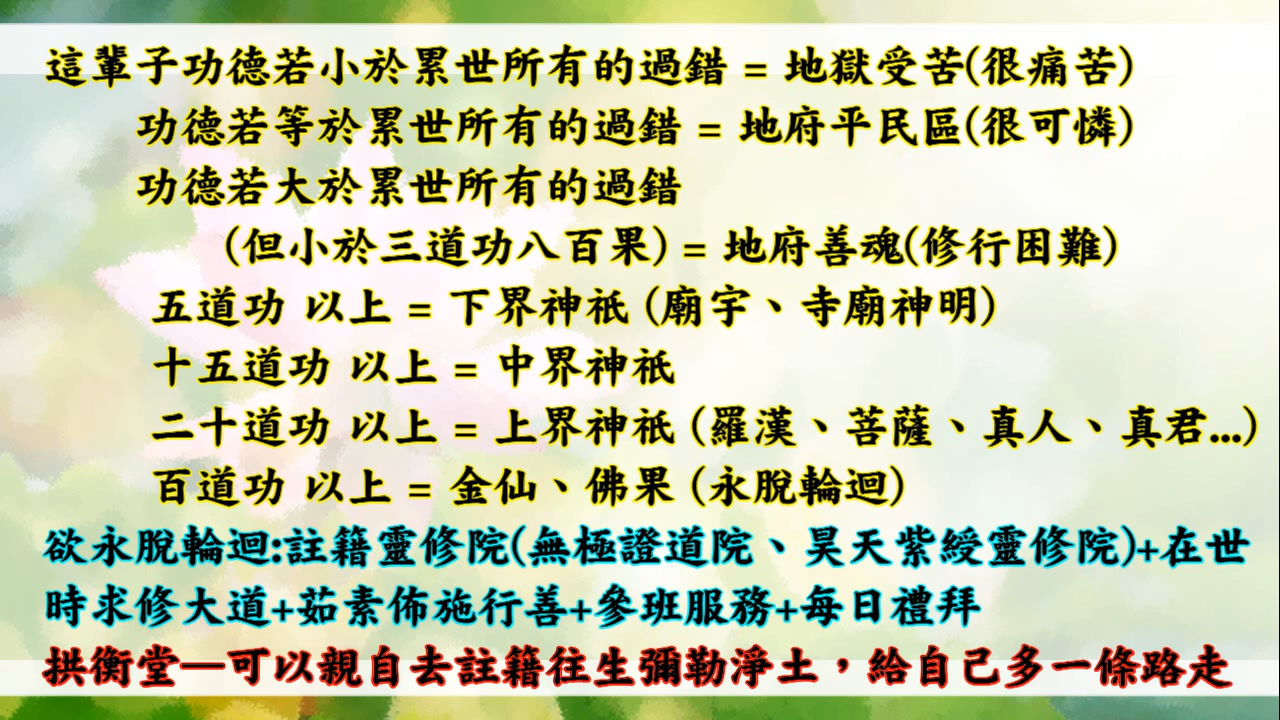 這輩子功德若小於累世所有的過錯 = 地獄受苦(很痛苦)
功德若等於累世所有的過錯 = 地府平民區(很可憐)
功德若大於累世所有的過錯
(但小於三道功八百果) = 地府善魂(修行困難)
五道功 以上 = 下界神祇 (廟宇、寺廟神明)
十五道功 以上 = 中界神祇
二十道功 以上 = 上界神祇 (羅漢、菩薩、真人、真君...)
百道功 以上 = 金仙、佛果 (永脫輪迴)
欲永脫輪迴:註籍靈修院(無極證道院、昊天紫綬靈修院)+在世
時求修大道+茹素佈施行善+參班服務+每日禮拜
拱衡堂─可以親自去註籍往生彌勒淨土，給自己多一條路走